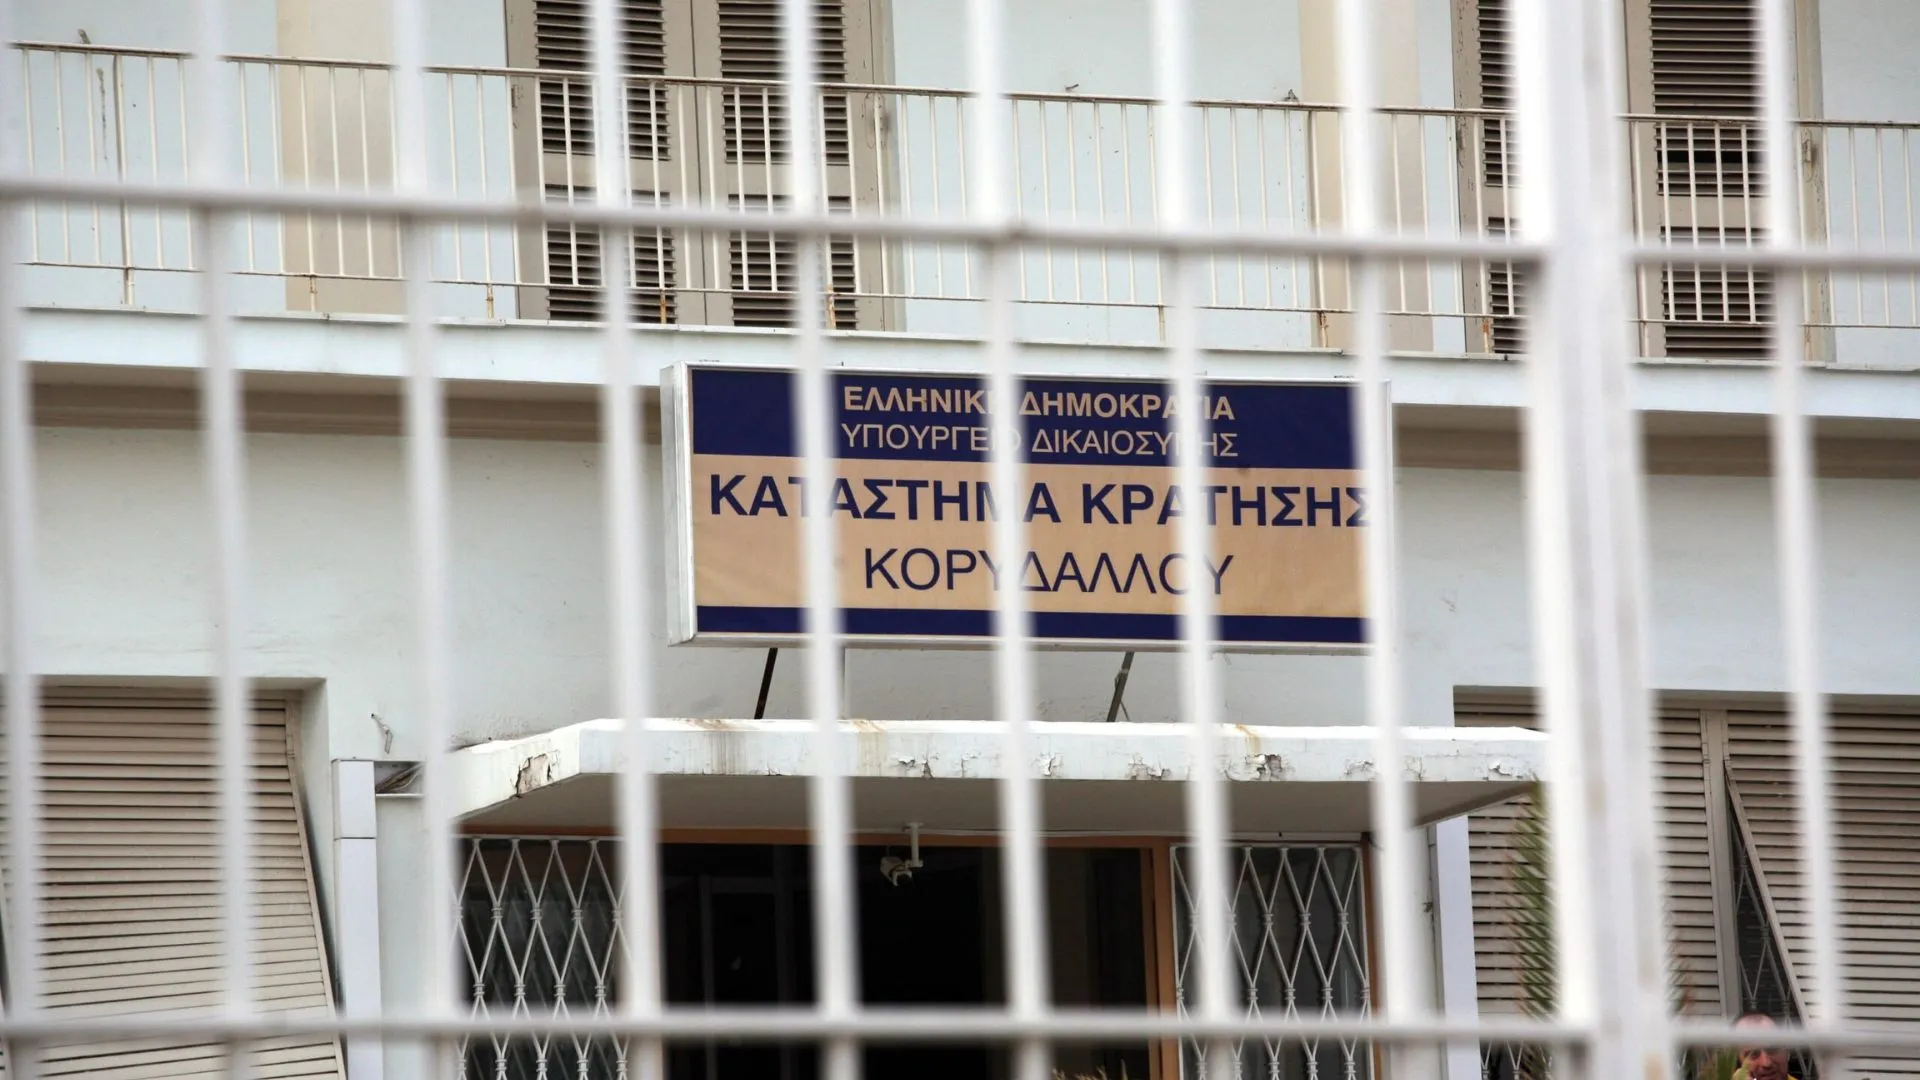 ΕΛΛΗΝΙΚΗ ΔΗΜΟΚΡΑΤΙΑ
ΥΠΟΥΡΓΕΙΟ ΔΙΚΑΙΟΣΥΝΗΣ
ΚΑΤΑΣΤΗΜΑ ΚΡΑΤΗΣΗΣ
ΚΟΡΥΔΑΛΛΟΥ